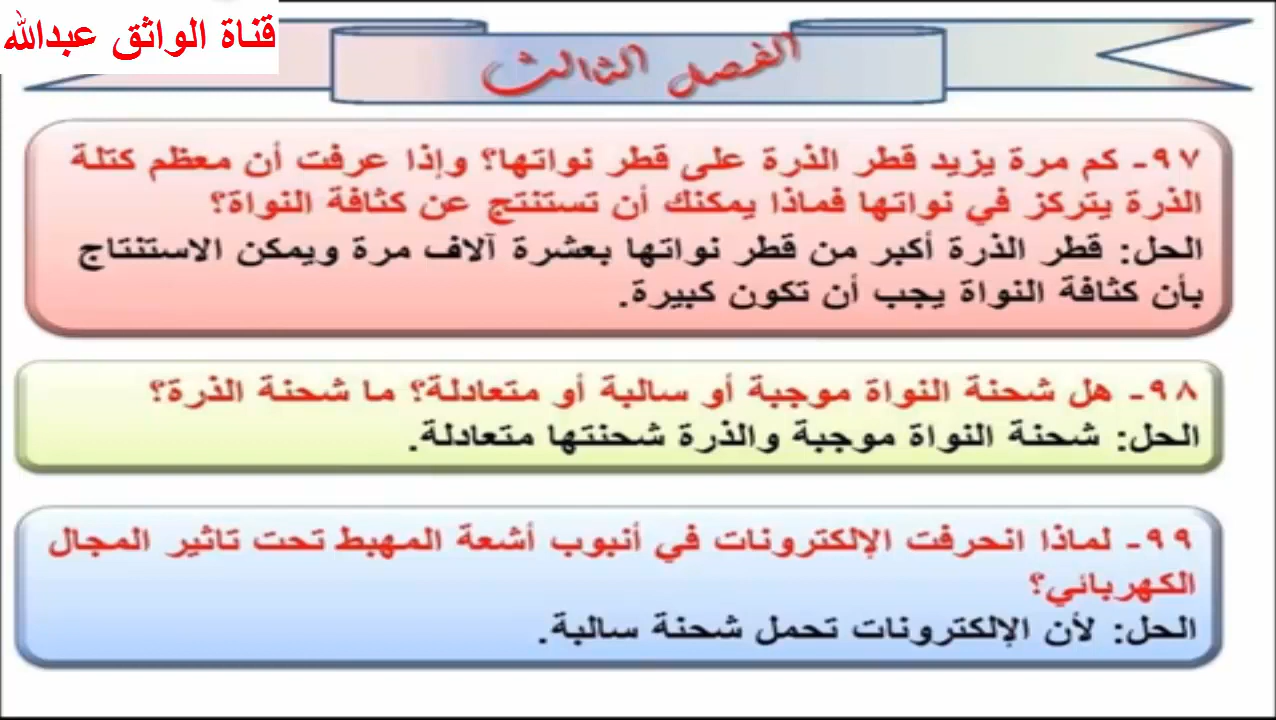 قناة الواثق عبدالله
الفصل الثالث
٩٧- كم مرة يزيد قطر الذرة على قطر نواتها؟ وإذا عرفت أن معظم كتلة
الذرة يتركز في نواتها فماذا يمكنك أن تستنتج عن كثافة النواة؟
الحل: قطر الذرة أكبر من قطر نواتها بعشرة آلاف مرة ويمكن الاستنتاج
بأن كثافة النواة يجب أن تكون كبيرة.
٩٨- هل شحنة النواة موجبة أو سالبة أو متعادلة؟ ما شحنة الذرة؟
الحل: شحنة النواة موجبة والذرة شحنتها متعادلة.
٩٩- لماذا انحرفت الإلكترونات في أنبوب أشعة المهبط تحت تاثير المجال
الكهربائي؟
الحل: لأن الإلكترونات تحمل شحنة سالبة.